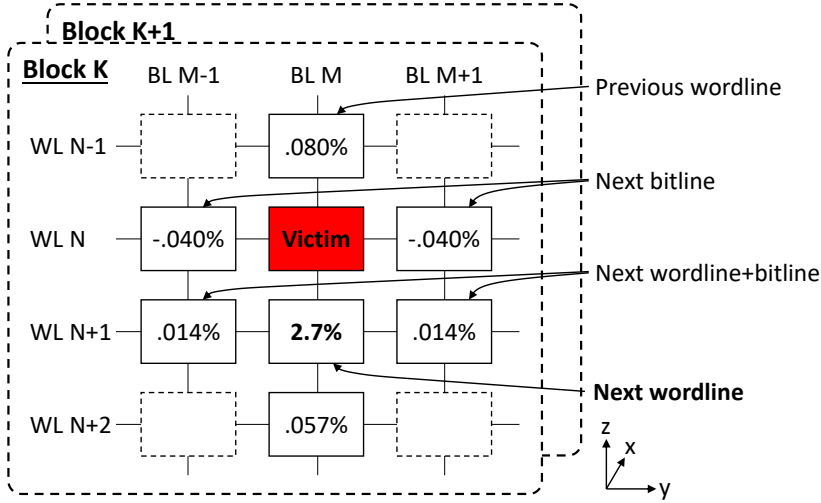 Block K+1
Block K
BL M-1 BL M BL M+1
Previous wordline
WL N-1 .080%
Next bitline
WL N -.040% Victim -.040%
Next wordline+bitline
WL N+1 .014% 2.7% .014%
Next wordline
WL N+2 .057%
z
x
y